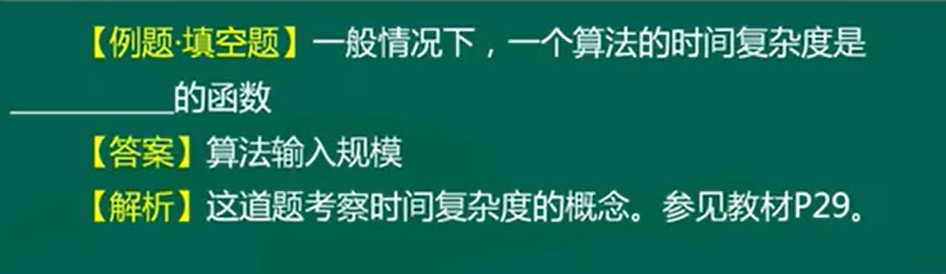 【例题·填空题】一般情况下，一个算法的时间复杂度是
__________的函数
【答案】算法输入规模
【解析】这道题考察时间复杂度的概念。参见教材P29。